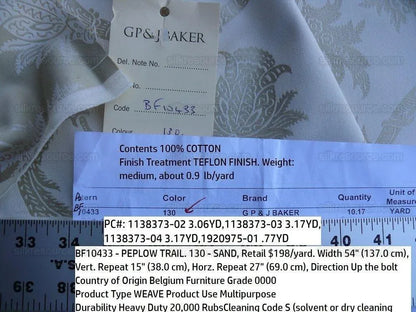 GP & J BAKER
Del. Note No.
No.
Code BF10433
Colour 130.
Contents 100% COTTON
Finish Treatment TEFLON FINISH. Weight:
medium, about 0.9 lb/yard
Color Brand Quantity Unit of Measure
BF10433 130 G P & J BAKER 10.17 YARD
PC#: 1138373-02 3.06YD,1138373-03 3.17YD,
1138373-04 3.17YD,1920975-01 .77YD
BF10433 - PEPLOW TRAIL. 130 - SAND, Retail $198/yard. Width 54" (137.0 cm),
Vert. Repeat 15" (38.0 cm), Horz. Repeat 27" (69.0 cm), Direction Up the bolt
Country of Origin Belgium Furniture Grade 0000
Product Type WEAVE Product Use Multipurpose
Durability Heavy Duty 20,000 RubsCleaning Code S (solvent or dry cleaning